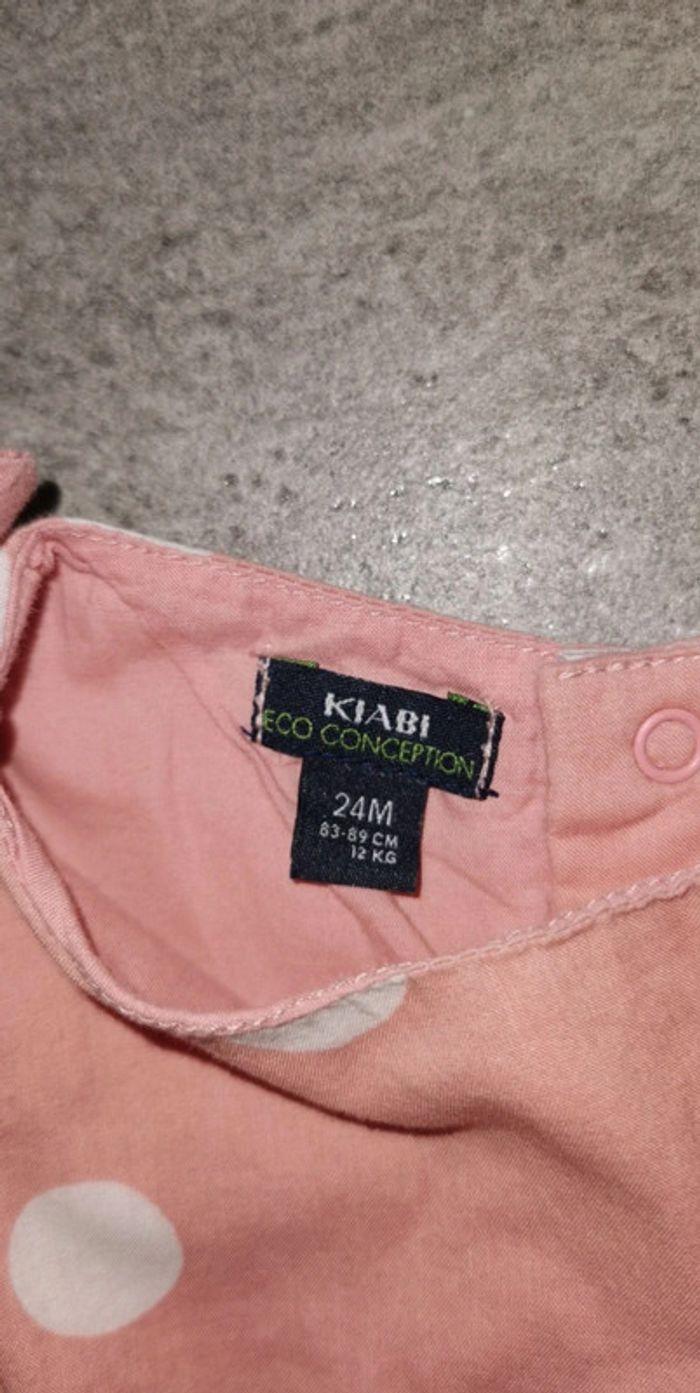 KIABI
ECO CONCEPTION
24M
83-89 CM
12 KG